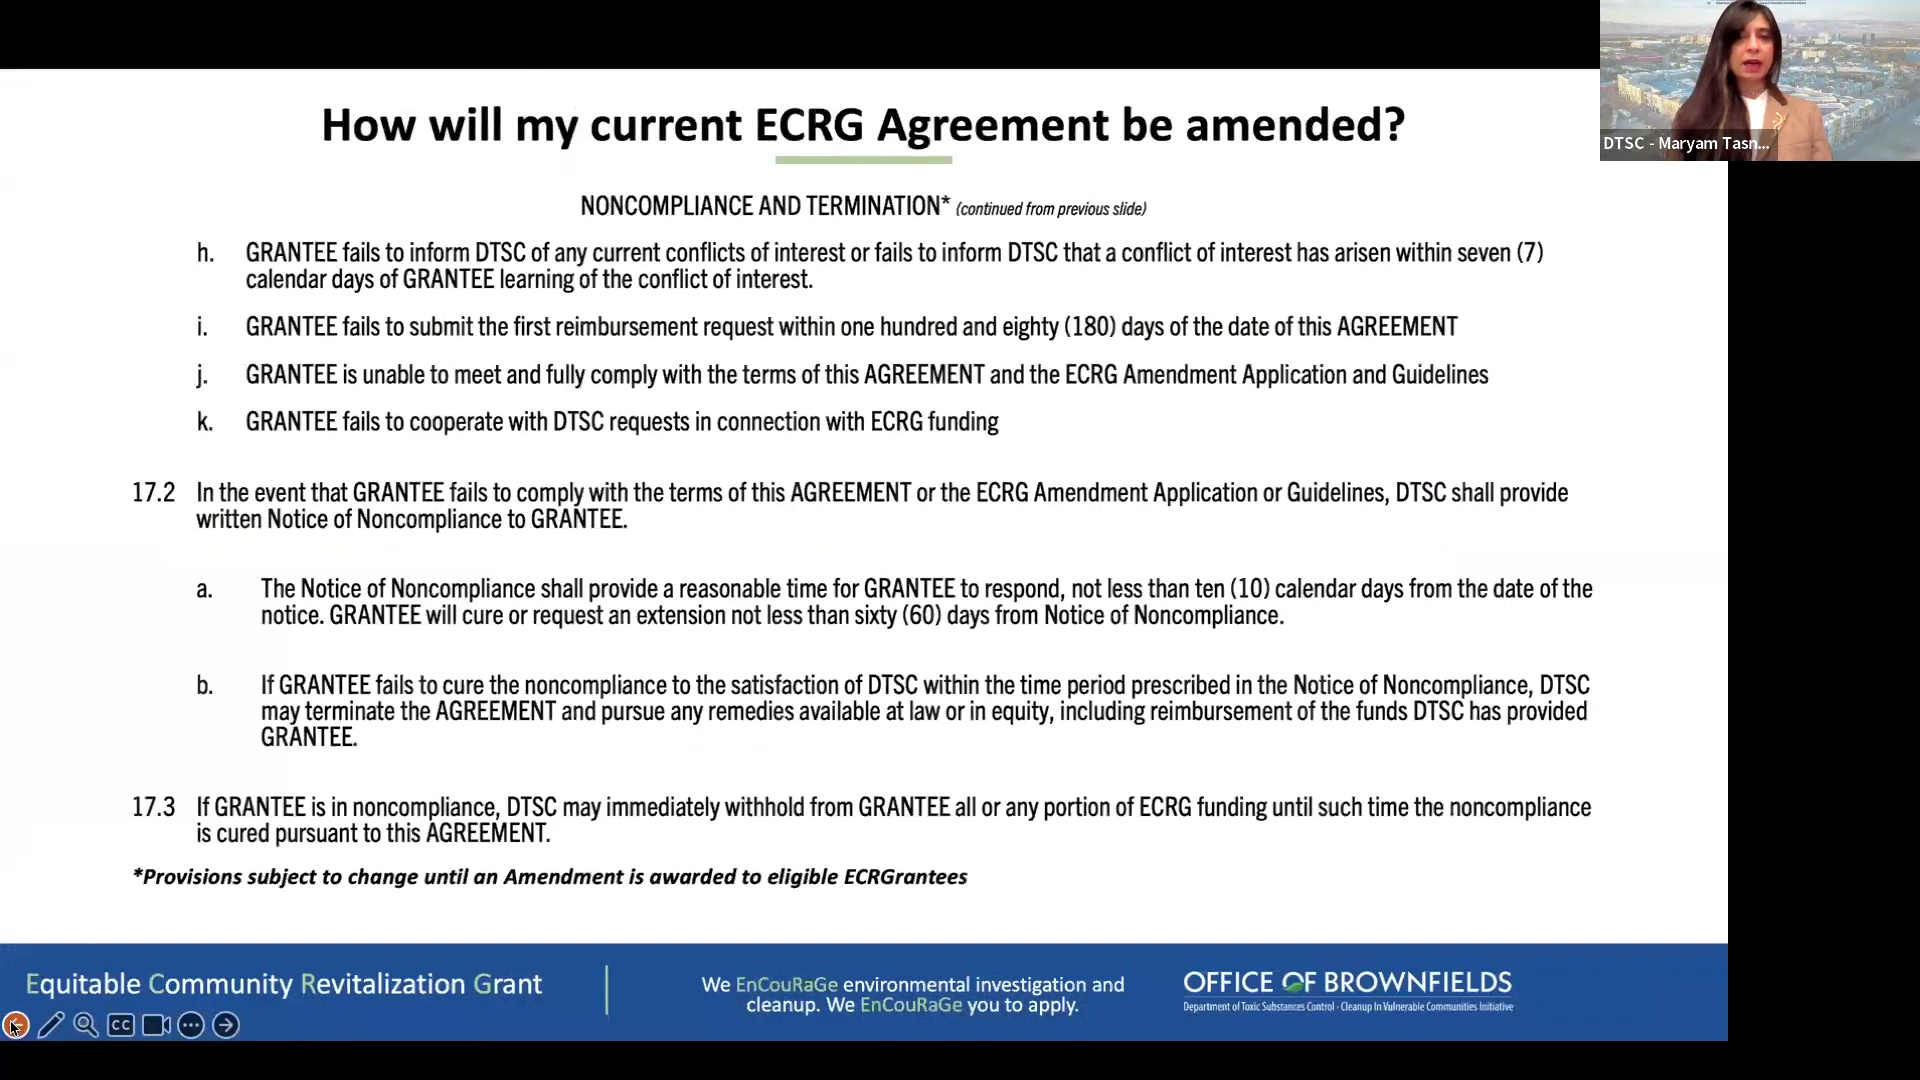 How will my current ECRG Agreement be amended?
DTSC - Maryam Tasn...
NONCOMPLIANCE AND TERMINATION* (continued from previous slide)
h. GRANTEE fails to inform DTSC of any current conflicts of interest or fails to inform DTSC that a conflict of interest has arisen within seven (7)
calendar days of GRANTEE learning of the conflict of interest.
i. GRANTEE fails to submit the first reimbursement request within one hundred and eighty (180) days of the date of this AGREEMENT
j. GRANTEE is unable to meet and fully comply with the terms of this AGREEMENT and the ECRG Amendment Application and Guidelines
k. GRANTEE fails to cooperate with DTSC requests in connection with ECRG funding
17.2 In the event that GRANTEE fails to comply with the terms of this AGREEMENT or the ECRG Amendment Application or Guidelines, DTSC shall provide
written Notice of Noncompliance to GRANTEE.
a. The Notice of Noncompliance shall provide a reasonable time for GRANTEE to respond, not less than ten (10) calendar days from the date of the
notice. GRANTEE will cure or request an extension not less than sixty (60) days from Notice of Noncompliance.
b. If GRANTEE fails to cure the noncompliance to the satisfaction of DTSC within the time period prescribed in the Notice of Noncompliance, DTSC
may terminate the AGREEMENT and pursue any remedies available at law or in equity, including reimbursement of the funds DTSC has provided
GRANTEE.
17.3 If GRANTEE is in noncompliance, DTSC may immediately withhold from GRANTEE all or any portion of ECRG funding until such time the noncompliance
is cured pursuant to this AGREEMENT.
*Provisions subject to change until an Amendment is awarded to eligible ECRGrantees
Equitable Community Revitalization Grant
We EnCouRaGe environmental investigation and
cleanup. We EnCouRaGe you to apply.
OFFICE OF BROWNFIELDS
Department of Toxic Substances Control - Cleanup In Vulnerable Communities Initiative
CC